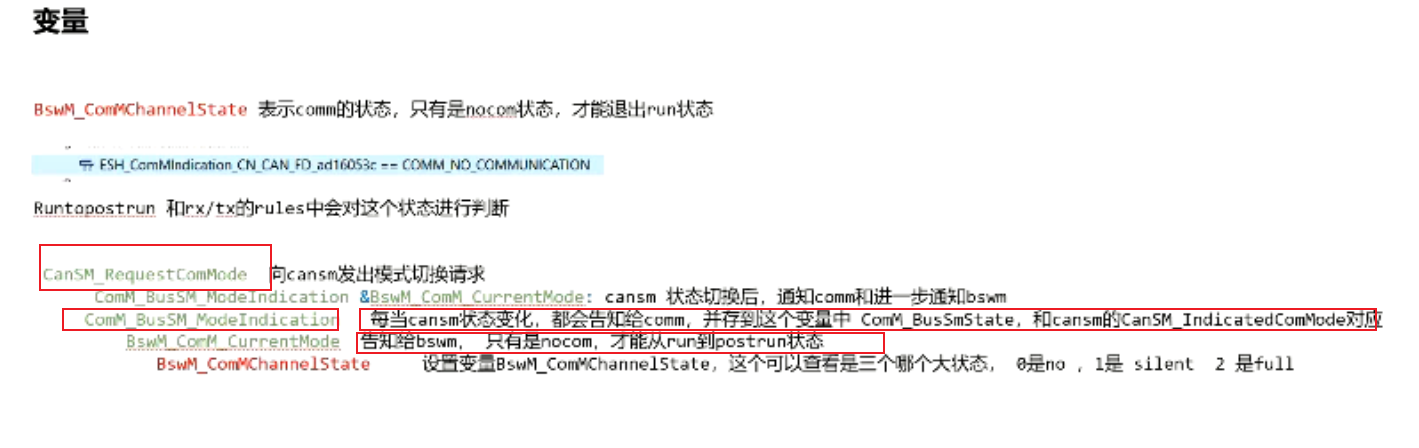 变量
BswM_ComMChannelState 表示comm的状态，只有是nocom状态，才能退出run状态
ESH_ComMIndication_CN_CAN_FD_ad16053c == COMM_NO_COMMUNICATION
Runtopostrun 和rx/tx的rules中会对这个状态进行判断
CanSM_RequestComMode 向cansm发出模式切换请求
ComM_BusSM_ModeIndication &BswM_ComM_CurrentMode: cansm 状态切换后，通知comm和进一步通知bswm
ComM_BusSM_ModeIndication 每当cansm状态变化，都会告知给comm，并存到这个变量中 ComM_BusSmState，和cansm的CanSM_IndicatedComMode对应
BswM_ComM_CurrentMode 告知给bswm， 只有是nocom，才能从run到postrun状态
BswM_ComMChannelState 设置变量BswM_ComMChannelState，这个可以查看是三个哪个大状态， 0是no ，1是 silent 2 是full